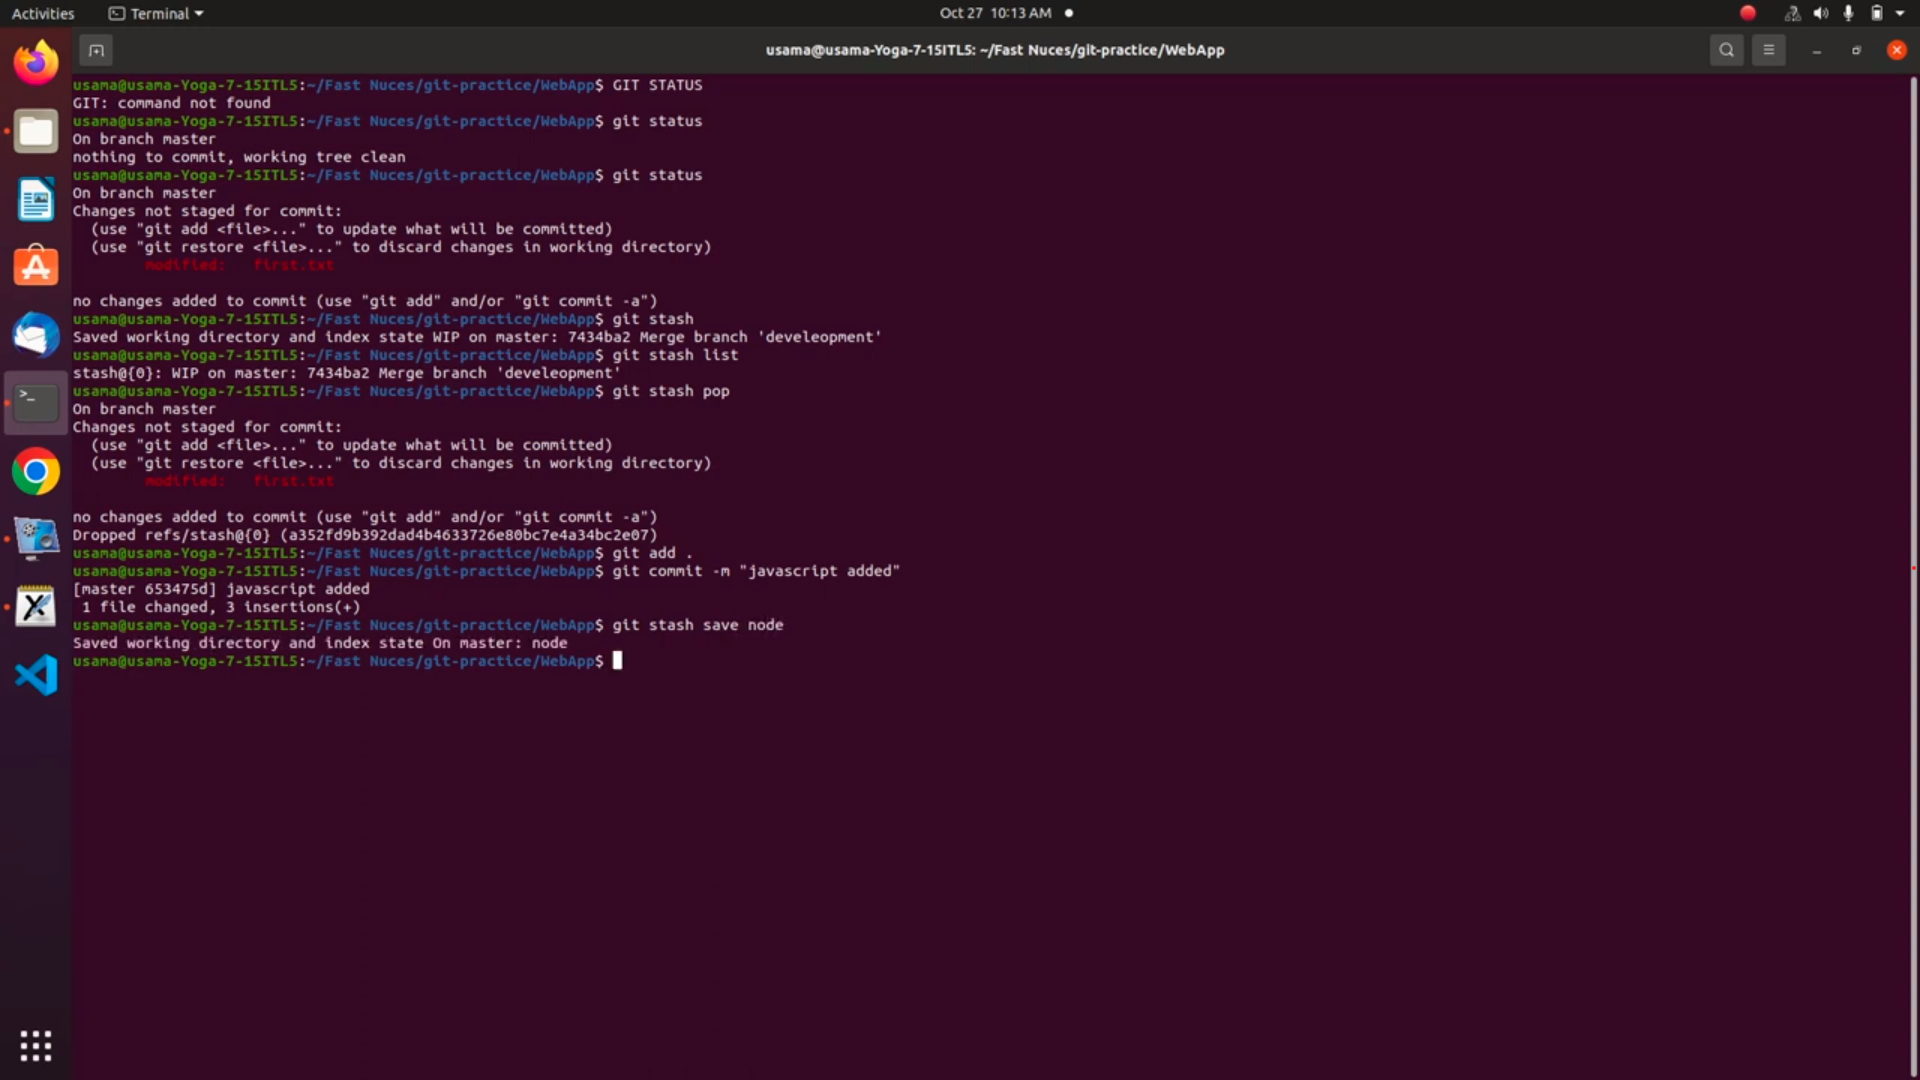 Activities
Terminal
Oct 27 10:13 AM
usama@usama-Yoga-7-15ITL5: ~/Fast Nuces/git-practice/WebApp
usama@usama-Yoga-7-15ITL5:~/Fast Nuces/git-practice/WebApp$ GIT STATUS
GIT: command not found
usama@usama-Yoga-7-15ITL5:~/Fast Nuces/git-practice/WebApp$ git status
On branch master
nothing to commit, working tree clean
usama@usama-Yoga-7-15ITL5:~/Fast Nuces/git-practice/WebApp$ git status
On branch master
Changes not staged for commit:
  (use "git add <file>..." to update what will be committed)
  (use "git restore <file>..." to discard changes in working directory)
        modified:   first.txt

no changes added to commit (use "git add" and/or "git commit -a")
usama@usama-Yoga-7-15ITL5:~/Fast Nuces/git-practice/WebApp$ git stash
Saved working directory and index state WIP on master: 7434ba2 Merge branch 'develeopment'
usama@usama-Yoga-7-15ITL5:~/Fast Nuces/git-practice/WebApp$ git stash list
stash@{0}: WIP on master: 7434ba2 Merge branch 'develeopment'
usama@usama-Yoga-7-15ITL5:~/Fast Nuces/git-practice/WebApp$ git stash pop
On branch master
Changes not staged for commit:
  (use "git add <file>..." to update what will be committed)
  (use "git restore <file>..." to discard changes in working directory)
        modified:   first.txt

no changes added to commit (use "git add" and/or "git commit -a")
Dropped refs/stash@{0} (a352fd9b392dad4b4633726e80bc7e4a34bc2e07)
usama@usama-Yoga-7-15ITL5:~/Fast Nuces/git-practice/WebApp$ git add .
usama@usama-Yoga-7-15ITL5:~/Fast Nuces/git-practice/WebApp$ git commit -m "javascript added"
[master 653475d] javascript added
 1 file changed, 3 insertions(+)
usama@usama-Yoga-7-15ITL5:~/Fast Nuces/git-practice/WebApp$ git stash save node
Saved working directory and index state On master: node
usama@usama-Yoga-7-15ITL5:~/Fast Nuces/git-practice/WebApp$